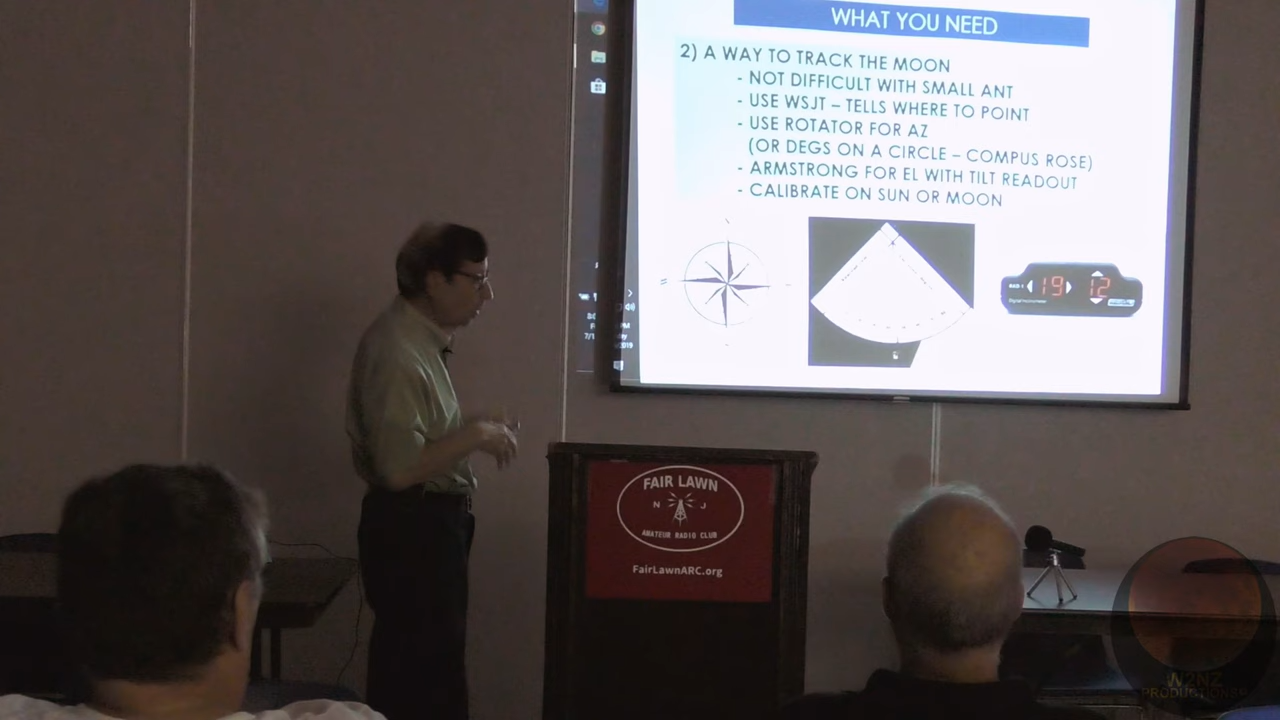 WHAT YOU NEED
2) A WAY TO TRACK THE MOON
- NOT DIFFICULT WITH SMALL ANT
- USE WSJT – TELLS WHERE TO POINT
- USE ROTATOR FOR AZ
(OR DEGS ON A CIRCLE – COMPUS ROSE)
- ARMSTRONG FOR EL WITH TILT READOUT
- CALIBRATE ON SUN OR MOON
19 12
FAIR LAWN
N J
AMATEUR RADIO CLUB
FairLawnARC.org
W2NZ
PRODUCTIONS